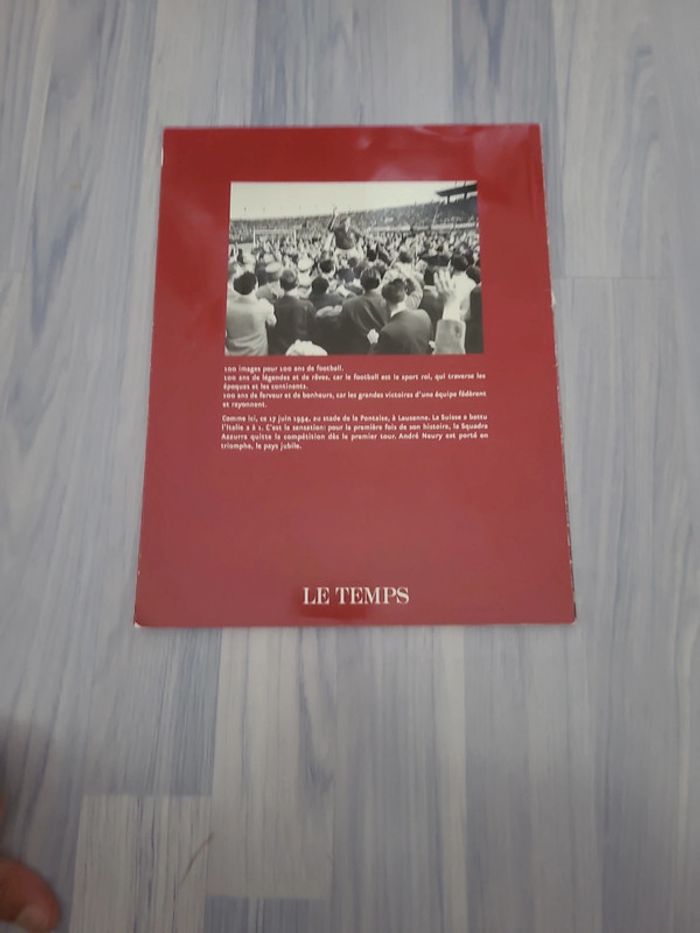 100 images pour 100 ans de football.
100 ans de légendes et de rêves, car le football est le sport roi, qui traverse les
époques et les continents.
100 ans de ferveur et de bonheurs, car les grandes victoires d'une équipe fédèrent
et rayonnent.
Comme ici, ce 17 juin 1954, au stade de la Pontaise, à Lausanne. La Suisse a battu
l'Italie 2 à 1. C'est la sensation: pour la première fois de son histoire, la Squadra
Azzurra quitte la compétition dès le premier tour. André Neury est porté en
triomphe, le pays jubile.
LE TEMPS